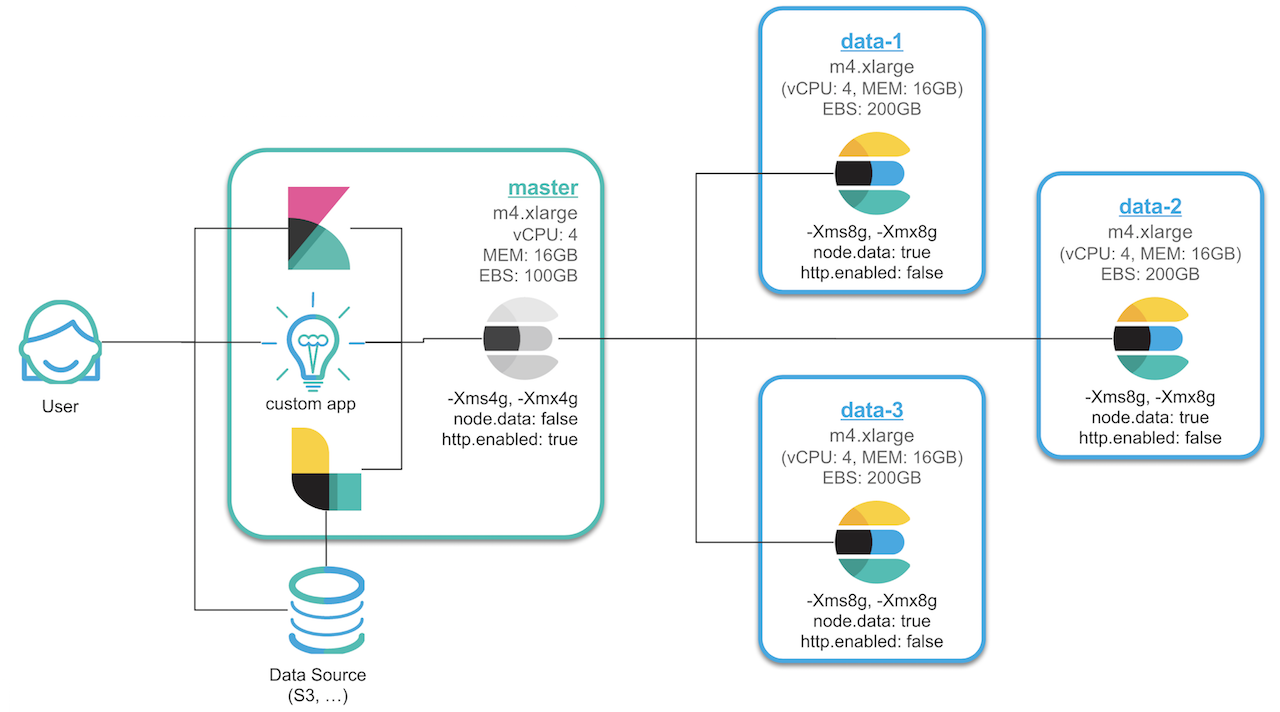 User
custom app
master
m4.xlarge
vCPU: 4
MEM: 16GB
EBS: 100GB
-Xms4g, -Xmx4g
node.data: false
http.enabled: true
Data Source
(S3, …)
data-1
m4.xlarge
(vCPU: 4, MEM: 16GB)
EBS: 200GB
-Xms8g, -Xmx8g
node.data: true
http.enabled: false
data-2
m4.xlarge
(vCPU: 4, MEM: 16GB)
EBS: 200GB
-Xms8g, -Xmx8g
node.data: true
http.enabled: false
data-3
m4.xlarge
(vCPU: 4, MEM: 16GB)
EBS: 200GB
-Xms8g, -Xmx8g
node.data: true
http.enabled: false